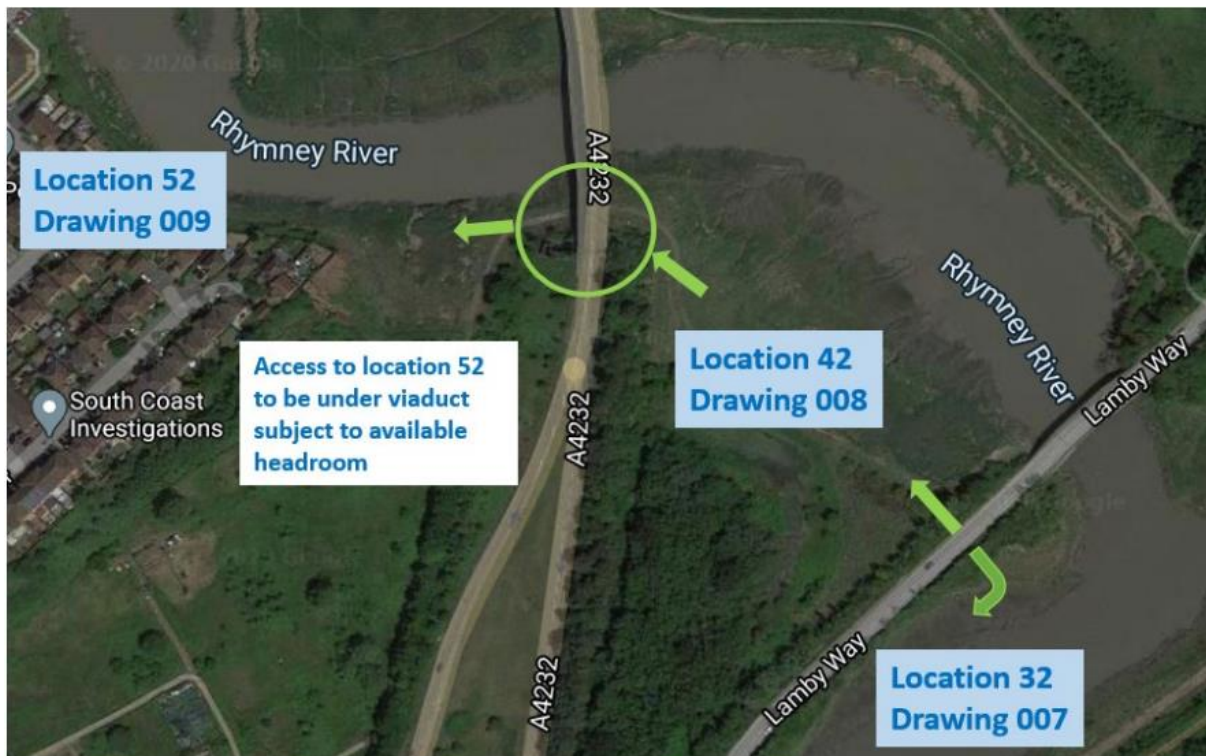 © 2020 Google
Rhymney River
A4232
Location 52
Drawing 009
Rhymney River
Location 42
Drawing 008
Lamby Way
Access to location 52
to be under viaduct
subject to available
headroom
South Coast
Investigations
A4232
Lamby Way
Location 32
Drawing 007
A4232